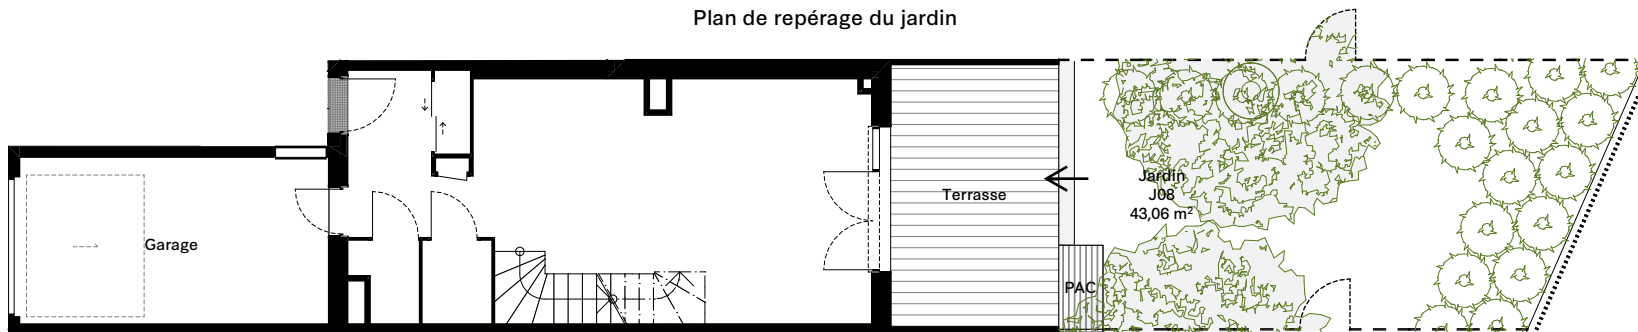 Plan de repérage du jardin
Garage
Terrasse
Jardin
J08
43,06 m²
PAC